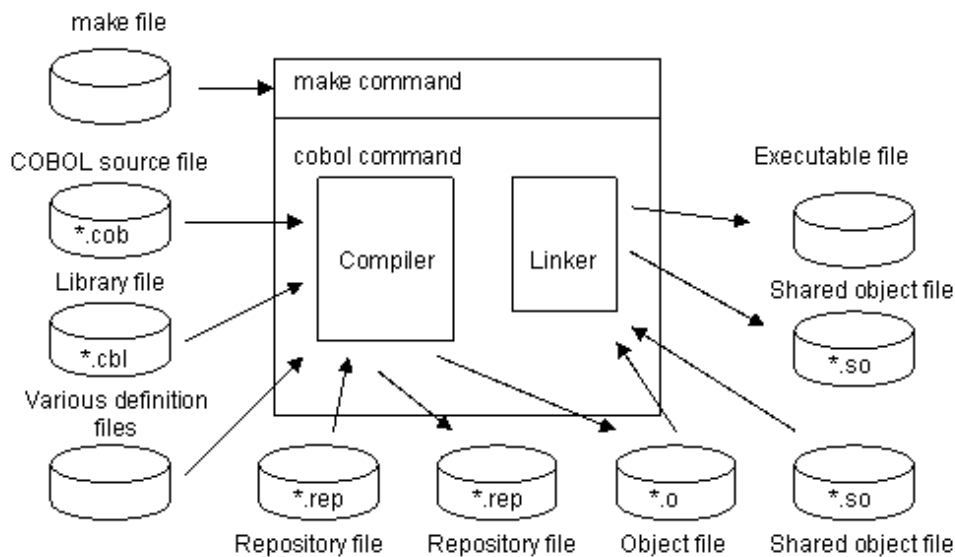 make file
make command
COBOL source file
cobol command
Executable file
*.cob
Compiler
Linker
Library file
Shared object file
*.cbl
*.so
Various definition
files
*.rep
*.rep
*.o
*.so
Repository file
Repository file
Object file
Shared object file